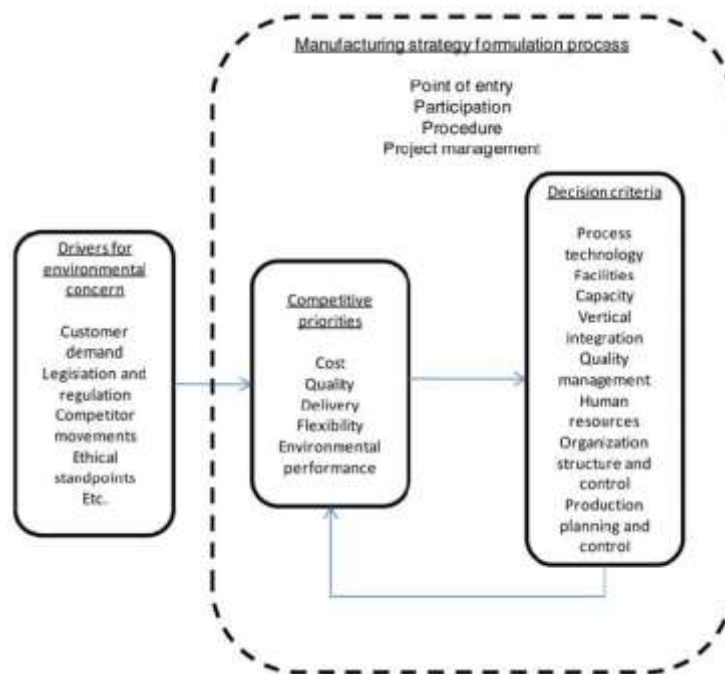 Manufacturing strategy formulation process
Point of entry
Participation
Procedure
Project management
Drivers for
environmental
concern
Customer
demand
Legislation and
regulation
Competitor
movements
Ethical
standpoints
Etc.
Competitive
priorities
Cost
Quality
Delivery
Flexibility
Environmental
performance
Decision criteria
Process
technology
Facilities
Capacity
Vertical
integration
Quality
management
Human
resources
Organization
structure and
control
Production
planning and
control